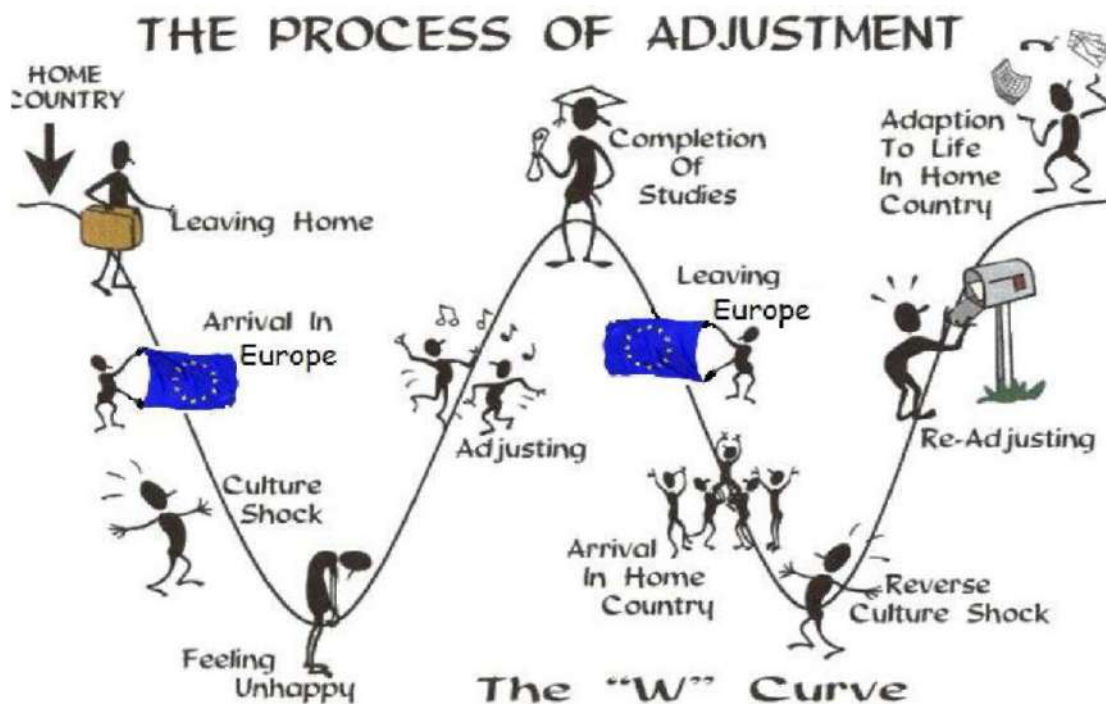 THE PROCESS OF ADJUSTMENT
HOME
COUNTRY
Leaving Home
Arrival In
Europe
Culture
Shock
Feeling
Unhappy
Adjusting
Completion
Of
Studies
Leaving
Europe
Arrival
In Home
Country
Reverse
Culture Shock
Re-Adjusting
Adaption
To Life
In Home
Country
The "W" Curve